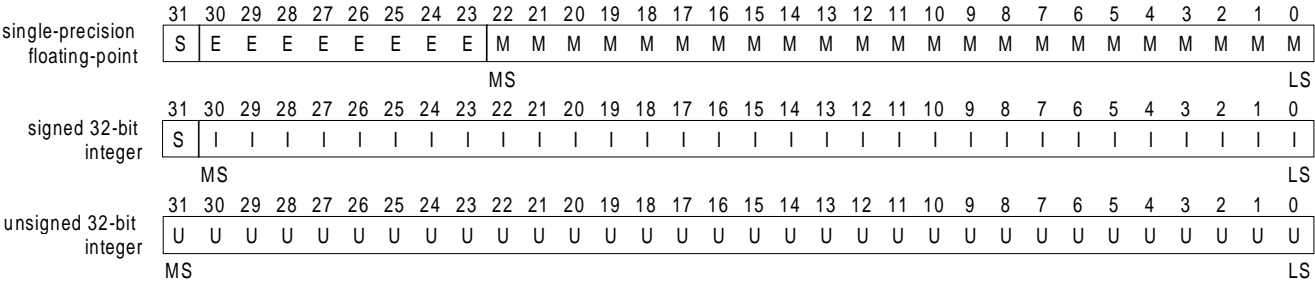 31 30 29 28 27 26 25 24 23 22 21 20 19 18 17 16 15 14 13 12 11 10 9 8 7 6 5 4 3 2 1 0
single-precision
floating-point
S E E E E E E E E M M M M M M M M M M M M M M M M M M M M M M M
MS LS
31 30 29 28 27 26 25 24 23 22 21 20 19 18 17 16 15 14 13 12 11 10 9 8 7 6 5 4 3 2 1 0
signed 32-bit
integer
S I I I I I I I I I I I I I I I I I I I I I I I I I I I I I I I
MS LS
31 30 29 28 27 26 25 24 23 22 21 20 19 18 17 16 15 14 13 12 11 10 9 8 7 6 5 4 3 2 1 0
unsigned 32-bit
integer
U U U U U U U U U U U U U U U U U U U U U U U U U U U U U U U U
MS LS